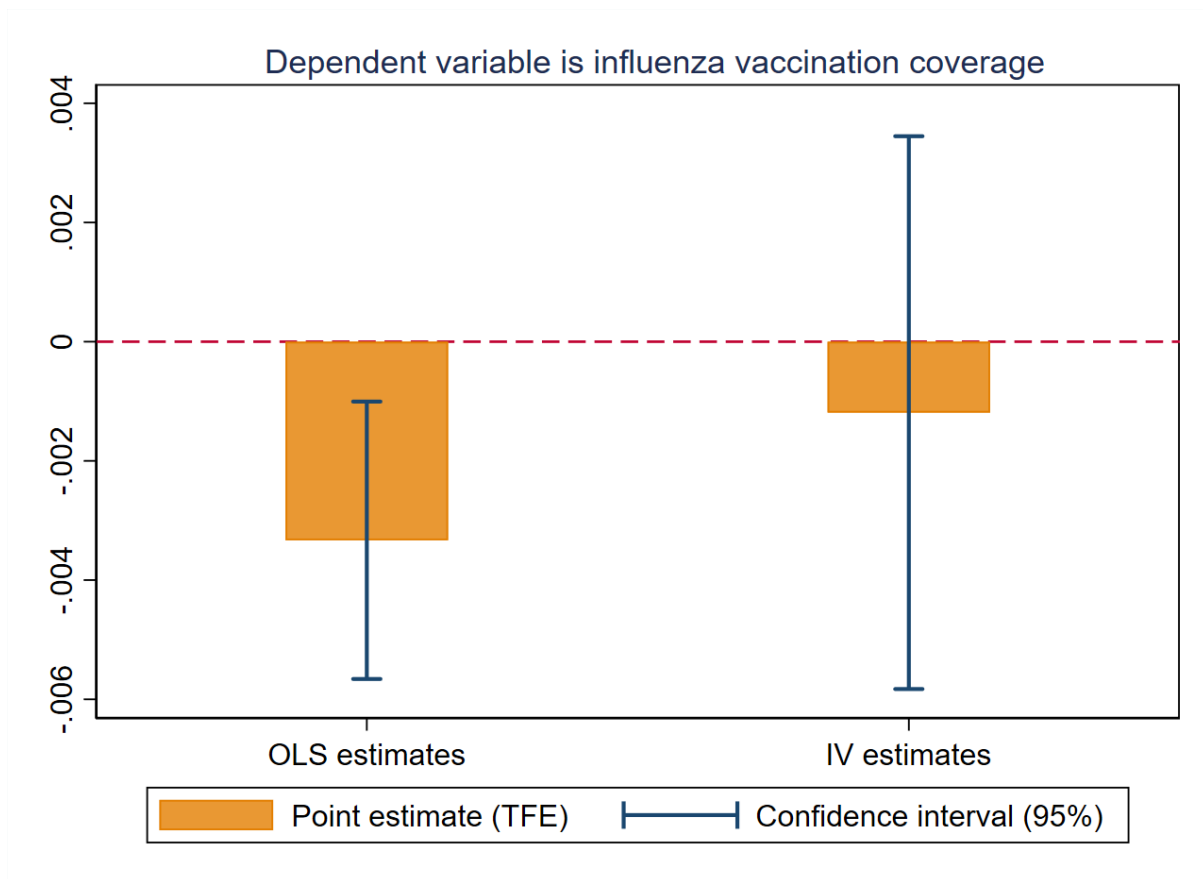 Dependent variable is influenza vaccination coverage
.004
.002
0
-.002
-.004
-.006
OLS estimates
IV estimates
Point estimate (TFE)
Confidence interval (95%)